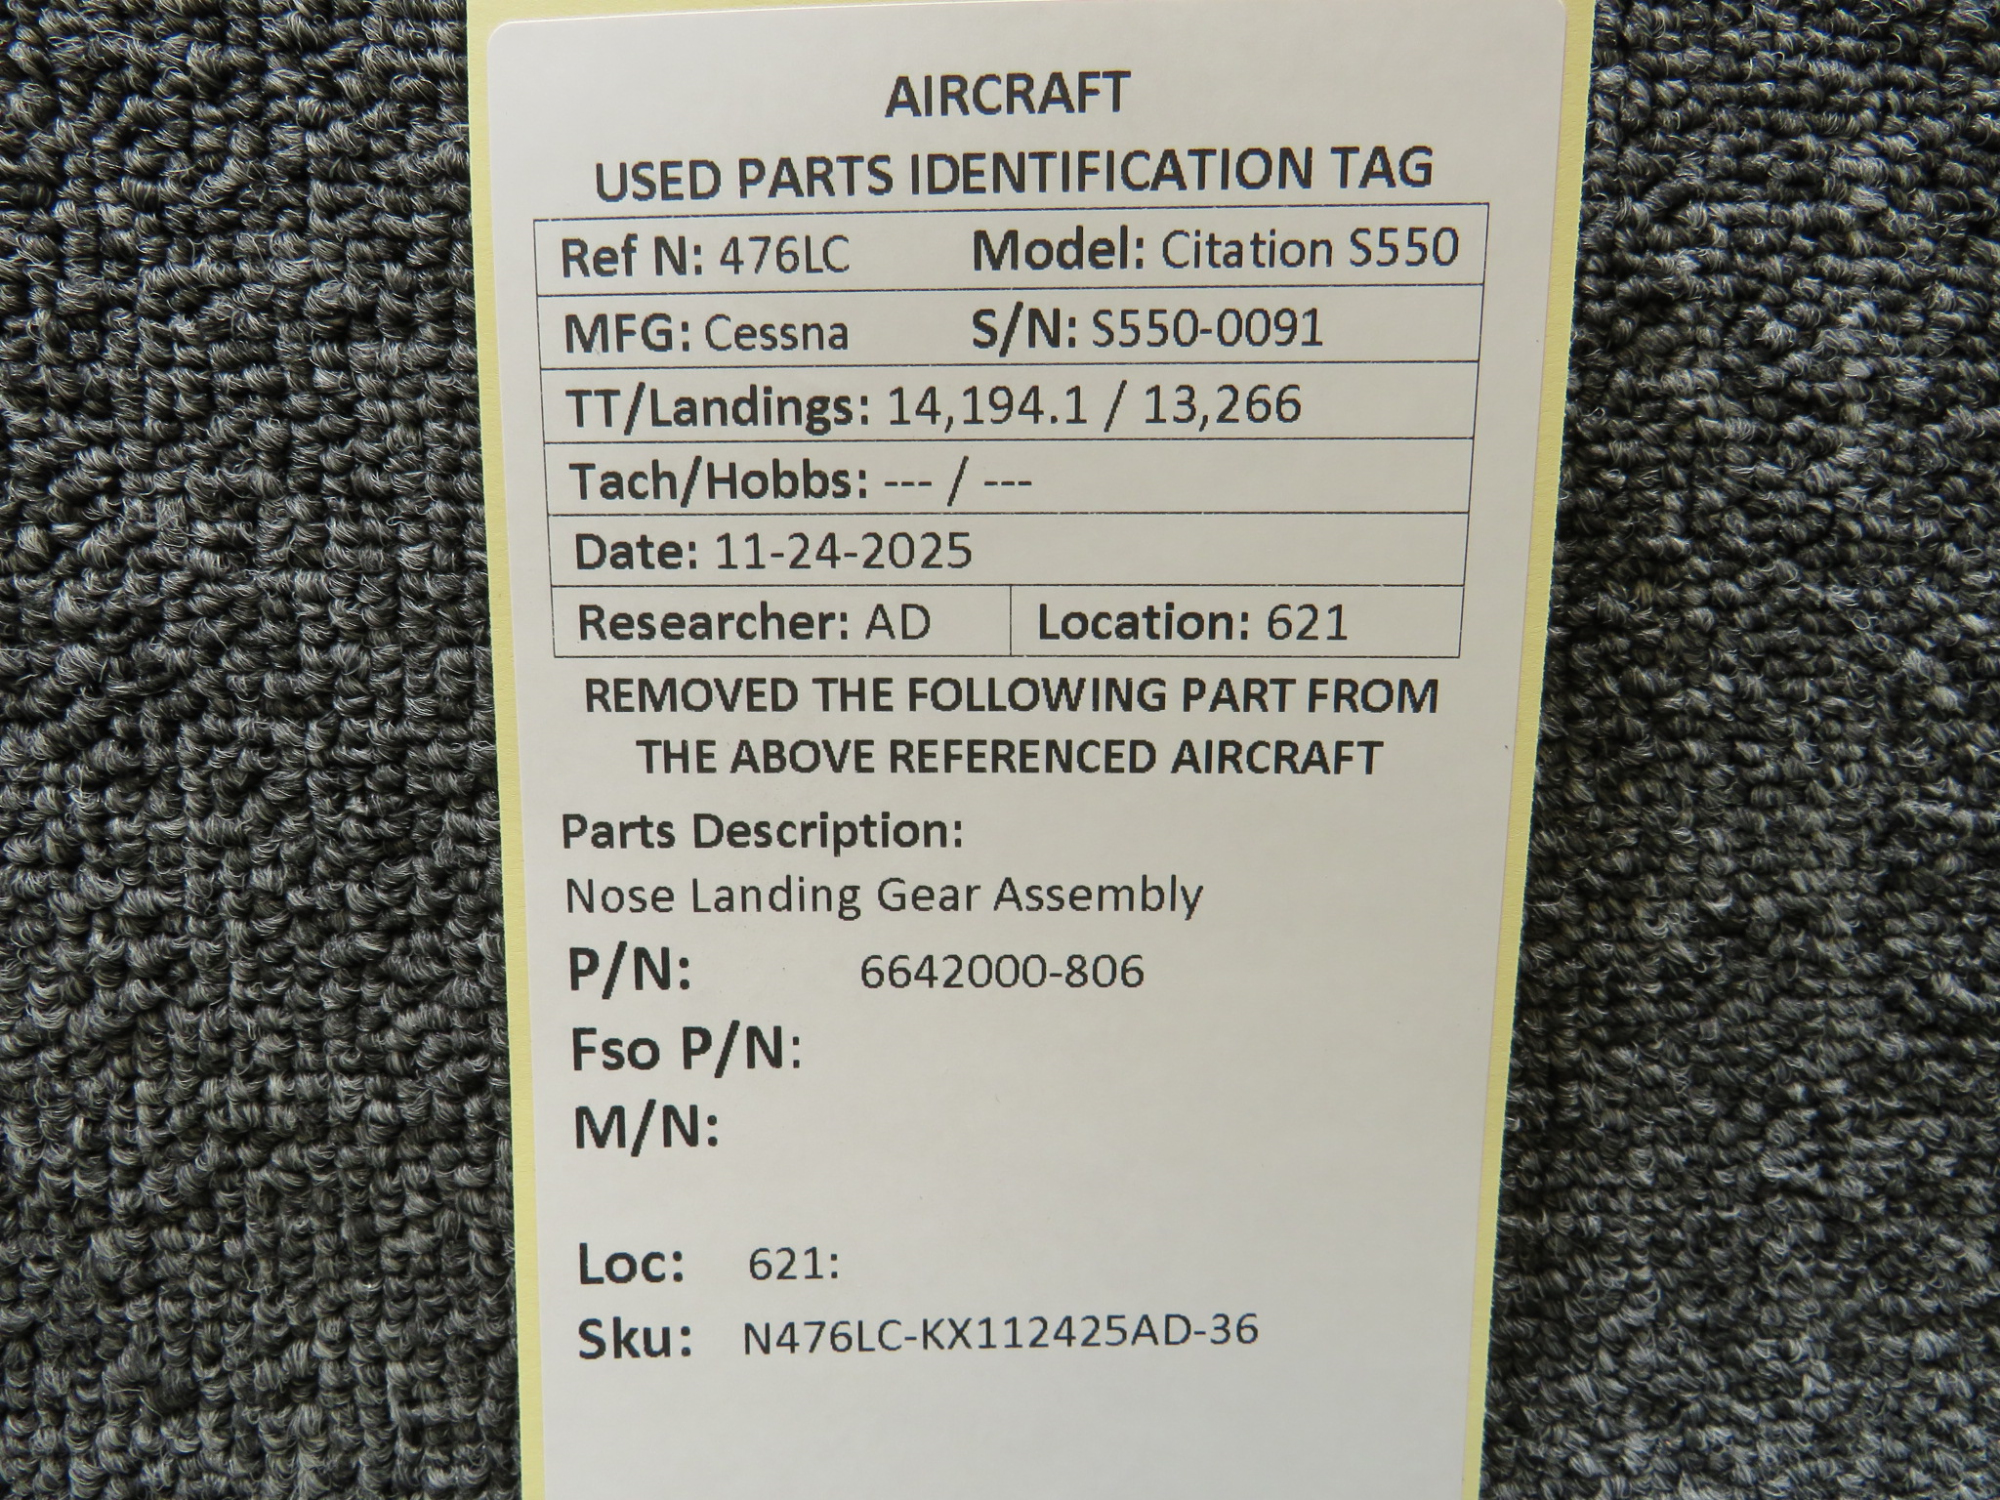 AIRCRAFT
USED PARTS IDENTIFICATION TAG
Ref N: 476LC Model: Citation S550
MFG: Cessna S/N: S550-0091
TT/Landings: 14,194.1 / 13,266
Tach/Hobbs: --- / ---
Date: 11-24-2025
Researcher: AD Location: 621
REMOVED THE FOLLOWING PART FROM
THE ABOVE REFERENCED AIRCRAFT
Parts Description:
Nose Landing Gear Assembly
P/N: 6642000-806
Fso P/N:
M/N:
Loc: 621:
Sku: N476LC-KX112425AD-36